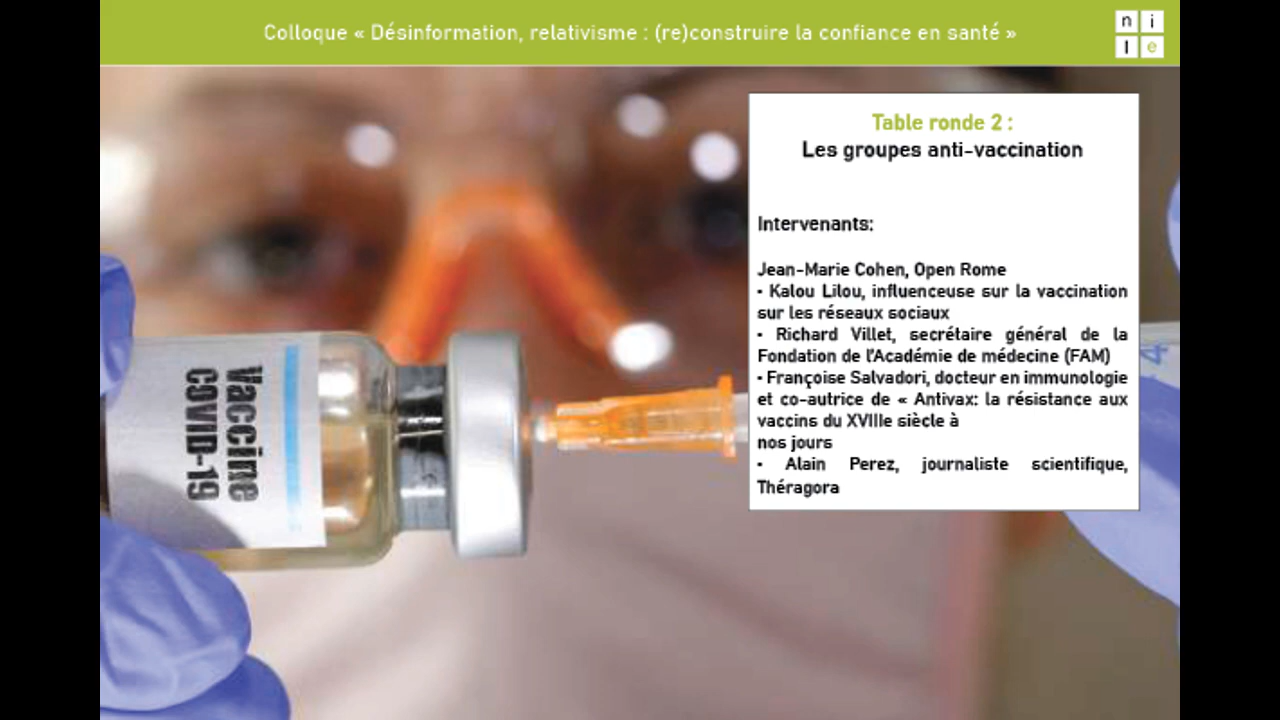 Colloque « Désinformation, relativisme : (re)construire la confiance en santé »
n i
l e
Table ronde 2 :
Les groupes anti-vaccination
Intervenants:
Jean-Marie Cohen, Open Rome
• Kalou Lilou, influenceuse sur la vaccination
sur les réseaux sociaux
• Richard Villet, secrétaire général de la
Fondation de l'Académie de médecine (FAM)
• Françoise Salvadori, docteur en immunologie
et co-autrice de « Antivax: la résistance aux
vaccins du XVIIIe siècle à
nos jours
• Alain Perez, journaliste scientifique,
Théragora
Vaccine
COVID-19
4